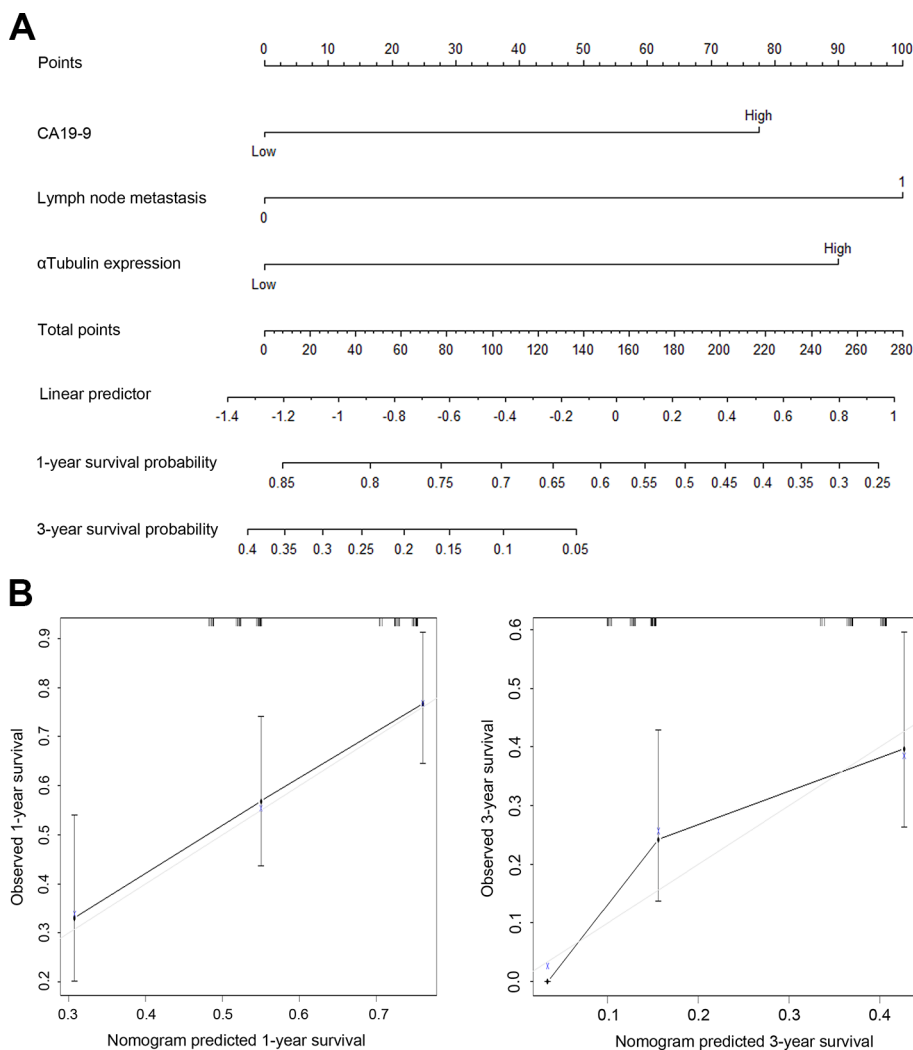 A
Points 0 10 20 30 40 50 60 70 80 90 100
CA19-9 Low High
Lymph node metastasis 0 1
αTubulin expression Low High
Total points 0 20 40 60 80 100 120 140 160 180 200 220 240 260 280
Linear predictor -1.4 -1.2 -1 -0.8 -0.6 -0.4 -0.2 0 0.2 0.4 0.6 0.8 1
1-year survival probability 0.85 0.8 0.75 0.7 0.65 0.6 0.55 0.5 0.45 0.4 0.35 0.3 0.25
3-year survival probability 0.4 0.35 0.3 0.25 0.2 0.15 0.1 0.05
B
Observed 1-year survival
0.9
0.8
0.7
0.6
0.5
0.4
0.3
0.2
0.3 0.5 0.6 0.7
Nomogram predicted 1-year survival
Observed 3-year survival
0.6
0.5
0.4
0.3
0.2
0.1
0.0
0.1 0.2 0.3 0.4
Nomogram predicted 3-year survival